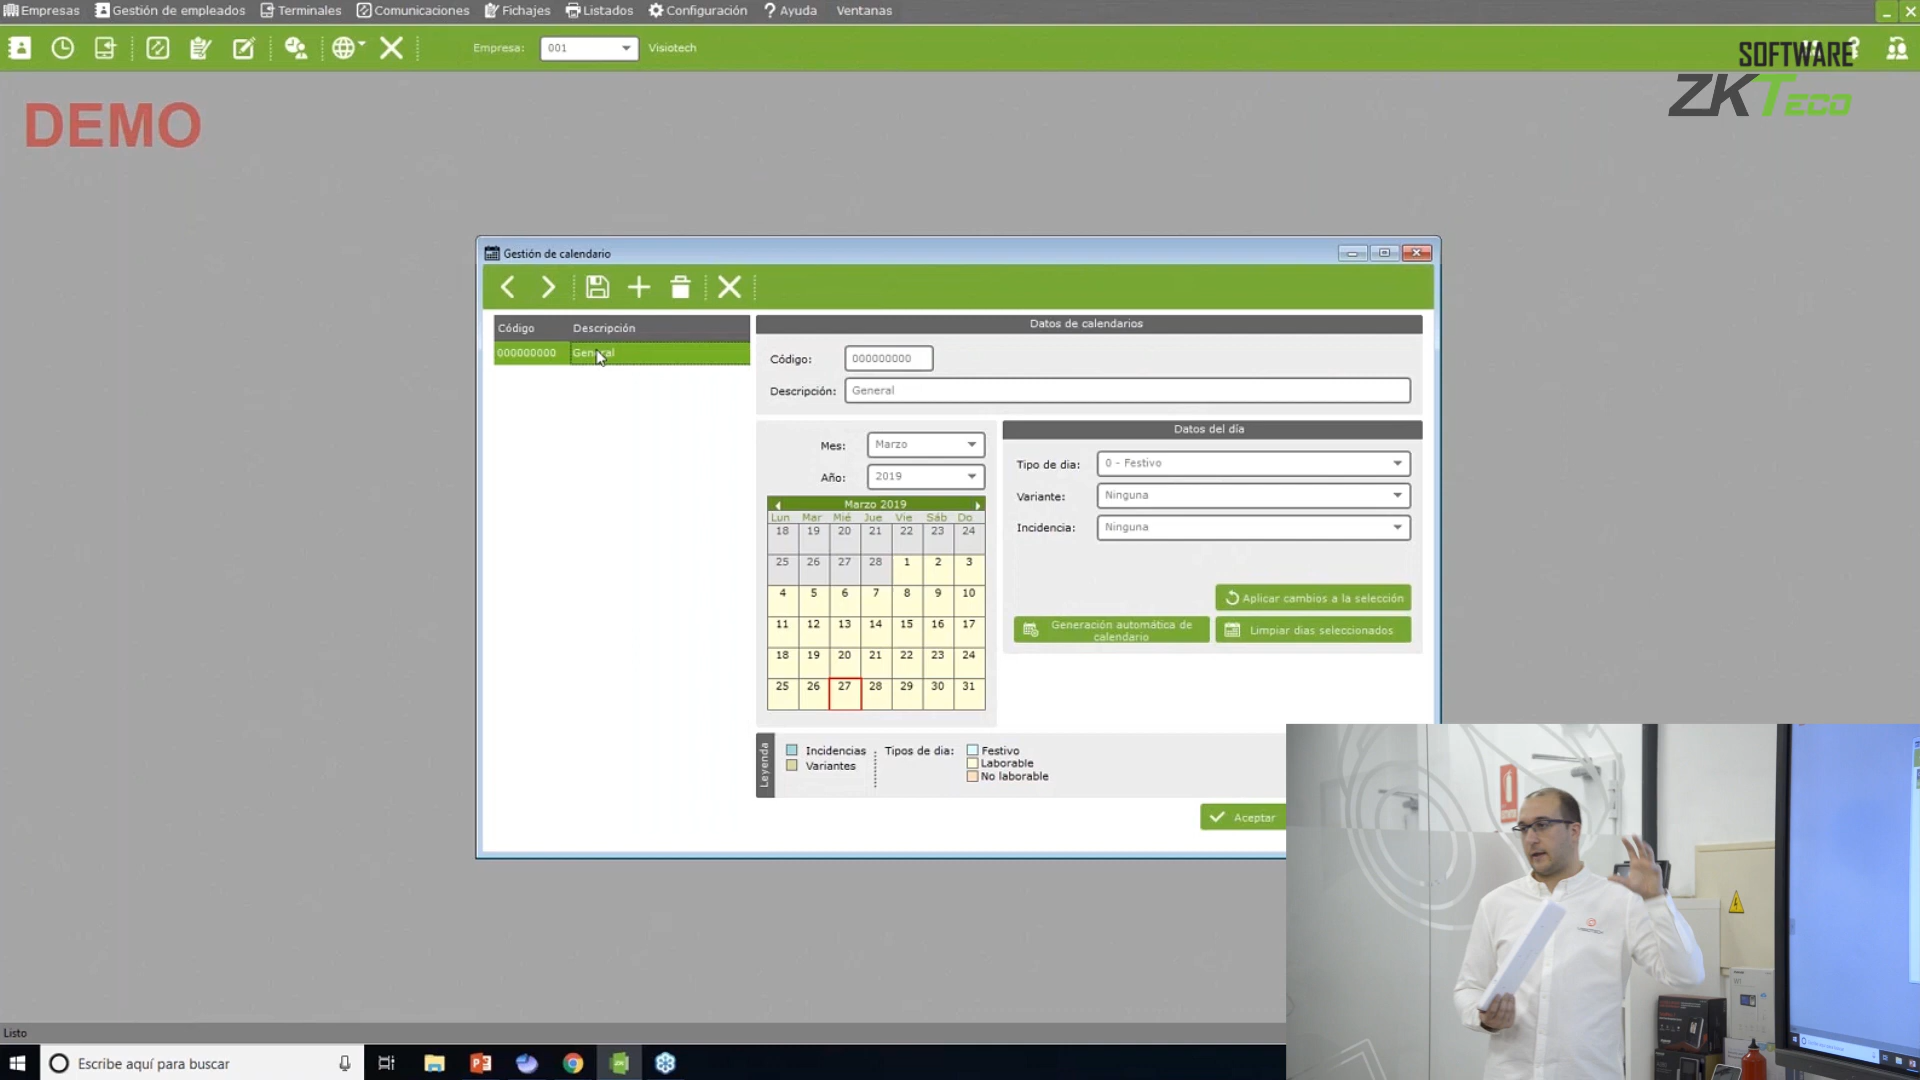 Empresas Gestión de empleados Terminales Comunicaciones Fichajes Listados Configuración Ayuda Ventanas
Empresa: 001 Visiotech
SOFTWARE
ZKTeco
DEMO
Gestión de calendario
Código Descripción
000000000 General
Datos de calendarios
Código: 000000000
Descripción: General
Mes: Marzo
Año: 2019
Marzo 2019
Lun Mar Mié Jue Vie Sáb Do
18 19 20 21 22 23 24
25 26 27 28 1 2 3
4 5 6 7 8 9 10
11 12 13 14 15 16 17
18 19 20 21 22 23 24
25 26 27 28 29 30 31
Datos del día
Tipo de dia: 0 - Festivo
Variante: Ninguna
Incidencia: Ninguna
Aplicar cambios a la selección
Generación automática de calendario
Limpiar dias seleccionados
Leyenda
Incidencias
Variantes
Tipos de dia:
Festivo
Laborable
No laborable
Aceptar
Listo
Escribe aquí para buscar